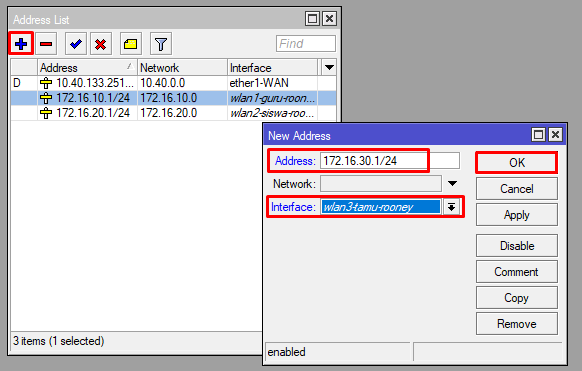 Address List
Find
Address Network Interface
D 10.40.133.251... 10.40.0.0 ether1-WAN
172.16.10.1/24 172.16.10.0 wlan1-guru-roon...
172.16.20.1/24 172.16.20.0 wlan2-siswa-roo...
3 items (1 selected)
New Address
Address: 172.16.30.1/24
Network:
Interface: wlan3-tamu-rooney
OK
Cancel
Apply
Disable
Comment
Copy
Remove
enabled